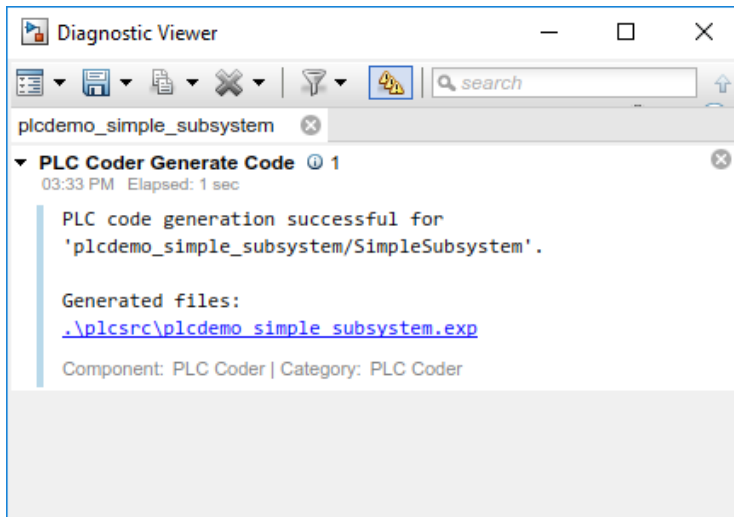 Diagnostic Viewer
search
plcdemo_simple_subsystem
PLC Coder Generate Code 1
03:33 PM Elapsed: 1 sec
PLC code generation successful for
'plcdemo_simple_subsystem/SimpleSubsystem'.
Generated files:
.\plcsrc\plcdemo_simple_subsystem.exp
Component: PLC Coder | Category: PLC Coder